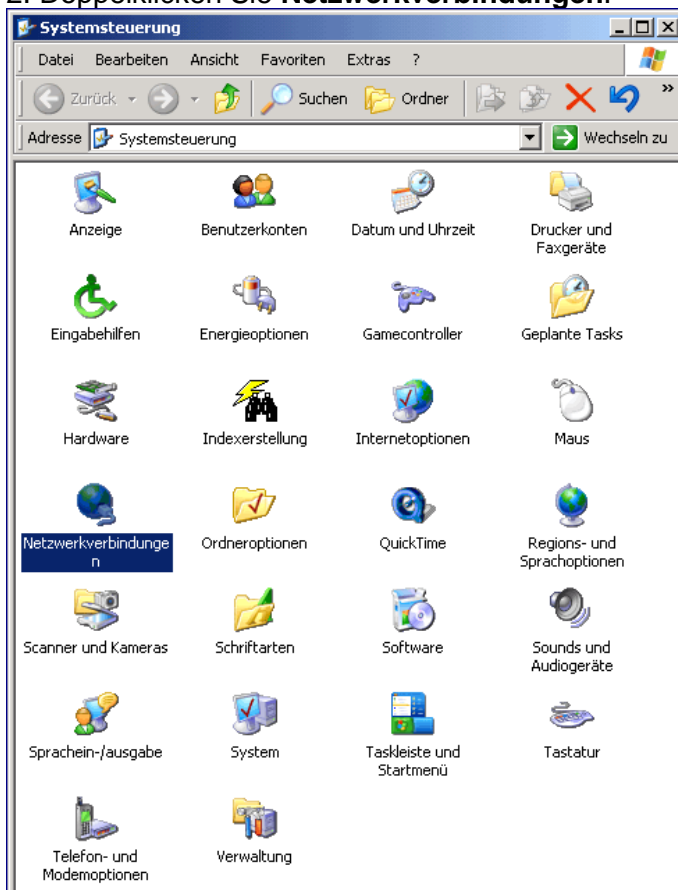 2. Doppelklicken Sie Netzwerkverbindungen.
Systemsteuerung
Datei Bearbeiten Ansicht Favoriten Extras ?
Zurück Suchen Ordner »
Adresse Systemsteuerung Wechseln zu
Anzeige Benutzerkonten Datum und Uhrzeit Drucker und
Faxgeräte
Eingabehilfen Energieoptionen Gamecontroller Geplante Tasks
Hardware Indexerstellung Internetoptionen Maus
Netzwerkverbindunge Ordneroptionen QuickTime Regions- und
n Sprachoptionen
Scanner und Kameras Schriftarten Software Sounds und
Audiogeräte
Sprachein-/ausgabe System Taskleiste und Tastatur
Startmenü
Telefon- und Verwaltung
Modemoptionen